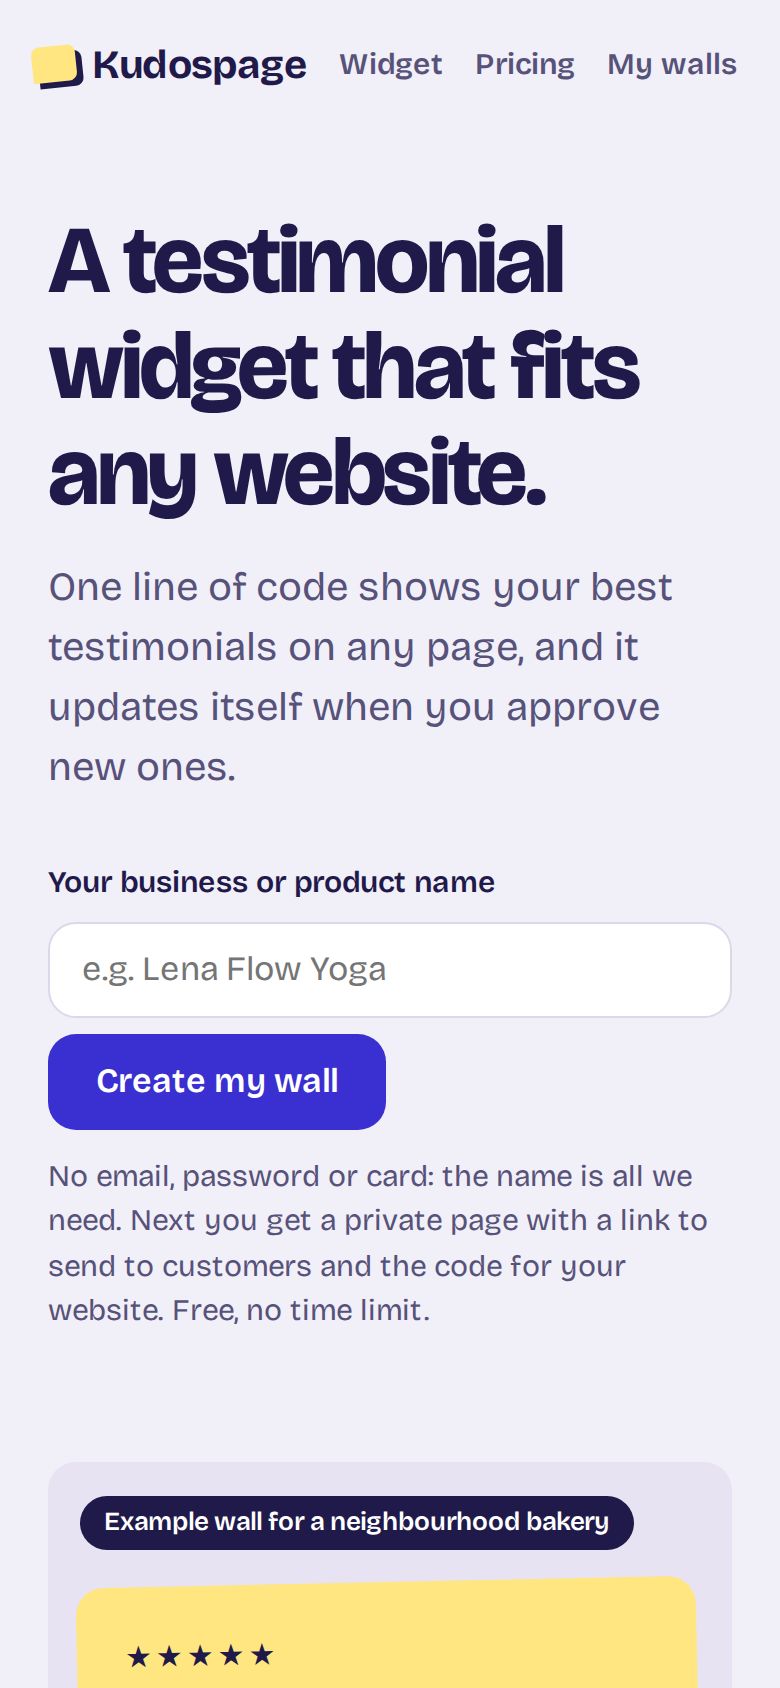 Kudospage Widget Pricing My walls
A testimonial
widget that fits
any website.
One line of code shows your best
testimonials on any page, and it
updates itself when you approve
new ones.
Your business or product name
e.g. Lena Flow Yoga
Create my wall
No email, password or card: the name is all we
need. Next you get a private page with a link to
send to customers and the code for your
website. Free, no time limit.
Example wall for a neighbourhood bakery
★★★★★